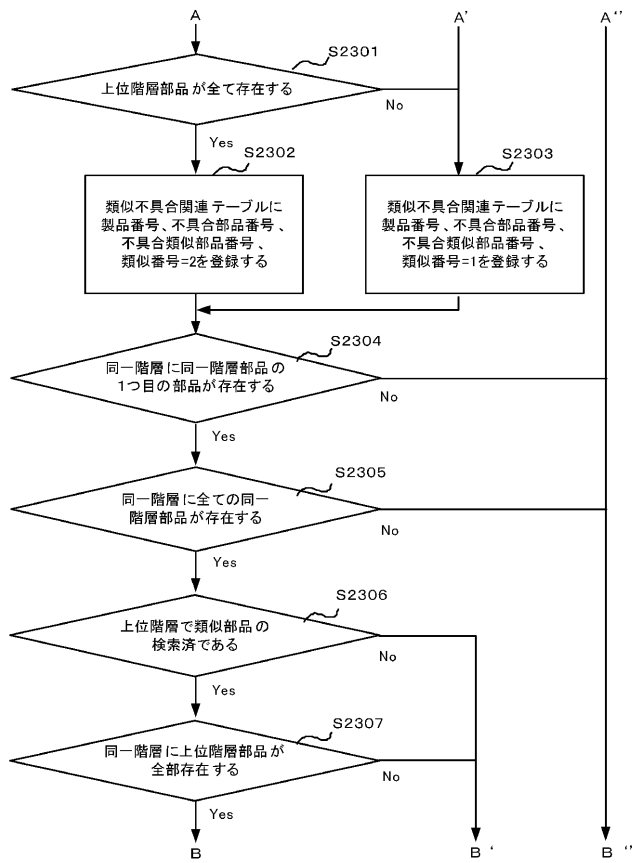 A
A'
A''
S2301
上位階層部品が全て存在する
No
Yes
S2302
S2303
類似不具合関連テーブルに
製品番号、不具合部品番号、
不具合類似部品番号、
類似番号=2を登録する
類似不具合関連テーブルに
製品番号、不具合部品番号、
不具合類似部品番号、
類似番号=1を登録する
S2304
同一階層に同一階層部品の
1つ目の部品が存在する
No
Yes
S2305
同一階層に全ての同一
階層部品が存在する
No
Yes
S2306
上位階層で類似部品の
検索済である
No
Yes
S2307
同一階層に上位階層部品が
全部存在する
No
Yes
B
B'
B''